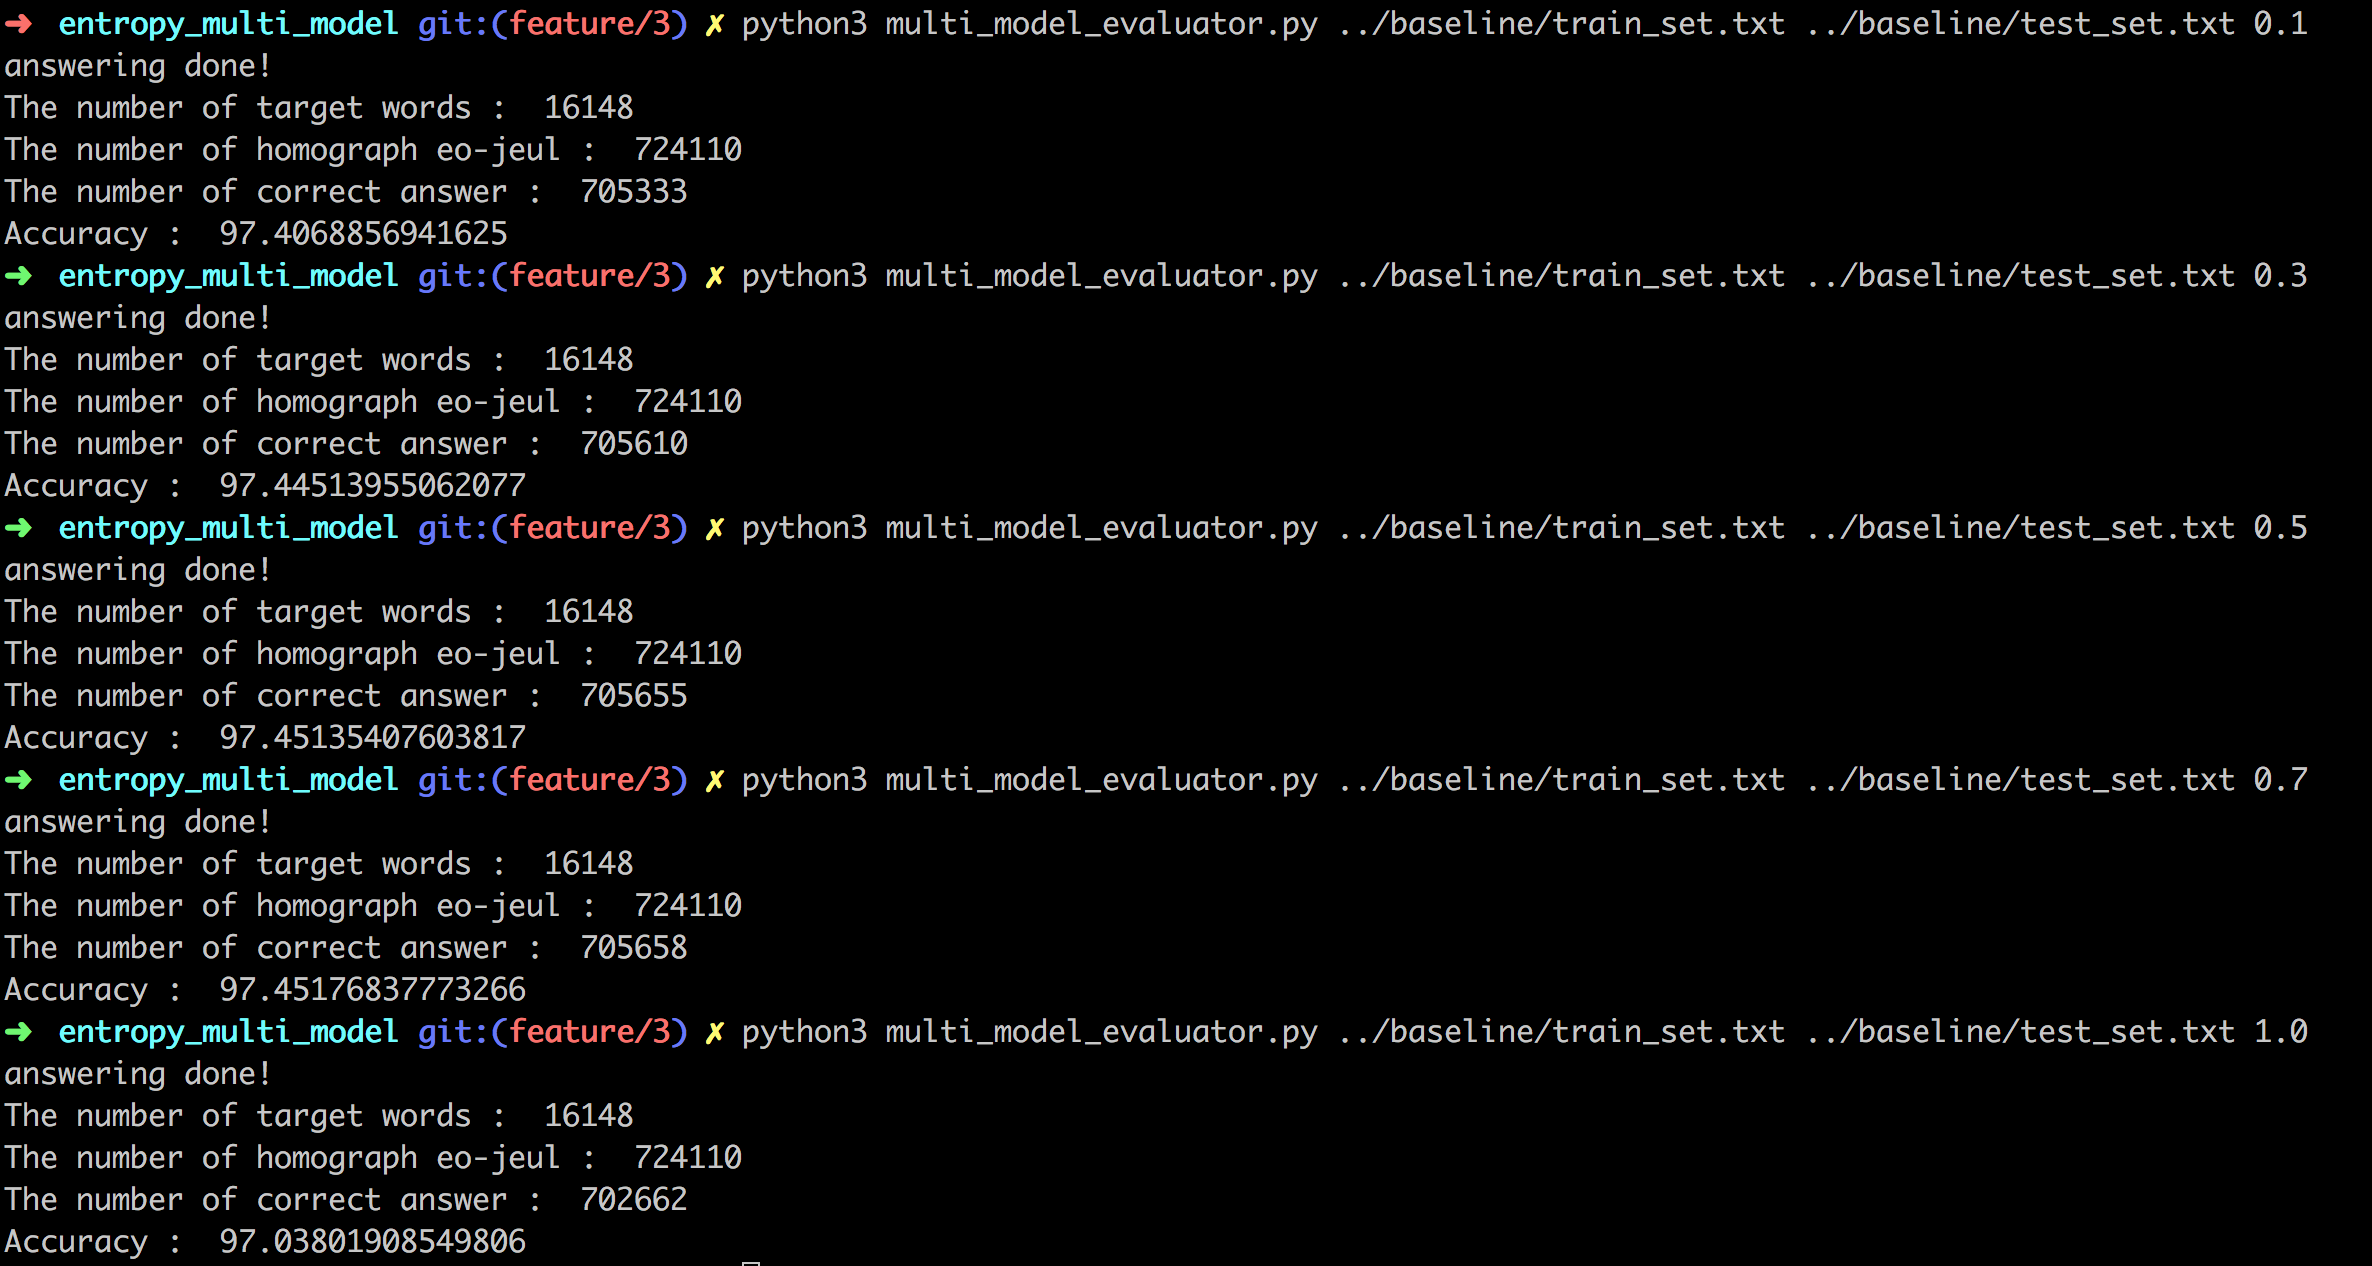 ➜  entropy_multi_model git:(feature/3) ✗ python3 multi_model_evaluator.py ../baseline/train_set.txt ../baseline/test_set.txt 0.1
answering done!
The number of target words :  16148
The number of homograph eo-jeul :  724110
The number of correct answer :  705333
Accuracy :  97.4068856941625
➜  entropy_multi_model git:(feature/3) ✗ python3 multi_model_evaluator.py ../baseline/train_set.txt ../baseline/test_set.txt 0.3
answering done!
The number of target words :  16148
The number of homograph eo-jeul :  724110
The number of correct answer :  705610
Accuracy :  97.44513955062077
➜  entropy_multi_model git:(feature/3) ✗ python3 multi_model_evaluator.py ../baseline/train_set.txt ../baseline/test_set.txt 0.5
answering done!
The number of target words :  16148
The number of homograph eo-jeul :  724110
The number of correct answer :  705655
Accuracy :  97.45135407603817
➜  entropy_multi_model git:(feature/3) ✗ python3 multi_model_evaluator.py ../baseline/train_set.txt ../baseline/test_set.txt 0.7
answering done!
The number of target words :  16148
The number of homograph eo-jeul :  724110
The number of correct answer :  705658
Accuracy :  97.45176837773266
➜  entropy_multi_model git:(feature/3) ✗ python3 multi_model_evaluator.py ../baseline/train_set.txt ../baseline/test_set.txt 1.0
answering done!
The number of target words :  16148
The number of homograph eo-jeul :  724110
The number of correct answer :  702662
Accuracy :  97.03801908549806